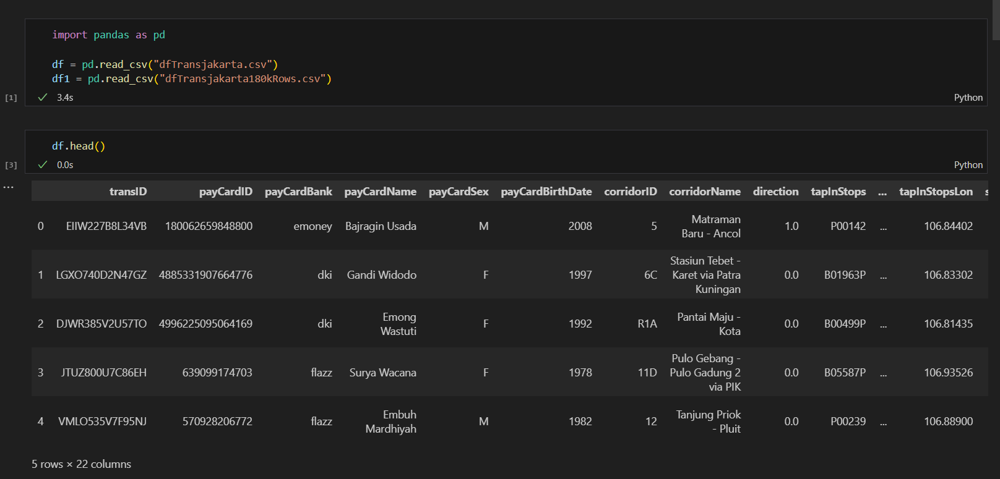 import pandas as pd
df = pd.read_csv("dfTransjakarta.csv")
df1 = pd.read_csv("dfTransjakarta180kRows.csv")
[1] 3.4s Python
df.head()
[3] 0.0s Python
... transID payCardID payCardBank payCardName payCardSex payCardBirthDate corridorID corridorName direction tapInStops ... tapInStopsLon s
0 EIIW227B8L34VB 180062659848800 emoney Bajragin Usada M 2008 5 Matraman Baru - Ancol 1.0 P00142 ... 106.84402
1 LGXO740D2N47GZ 4885331907664776 dki Gandi Widodo F 1997 6C Stasiun Tebet - Karet via Patra Kuningan 0.0 B01963P ... 106.83302
2 DJWR385V2U57TO 4996225095064169 dki Emong Wastuti F 1992 R1A Pantai Maju - Kota 0.0 B00499P ... 106.81435
3 JTUZ800U7C86EH 639099174703 flazz Surya Wacana F 1978 11D Pulo Gebang - Pulo Gadung 2 via PIK 0.0 B05587P ... 106.93526
4 VMLO535V7F95NJ 570928206772 flazz Embuh Mardhiyah M 1982 12 Tanjung Priok - Pluit 0.0 P00239 ... 106.88900
5 rows × 22 columns